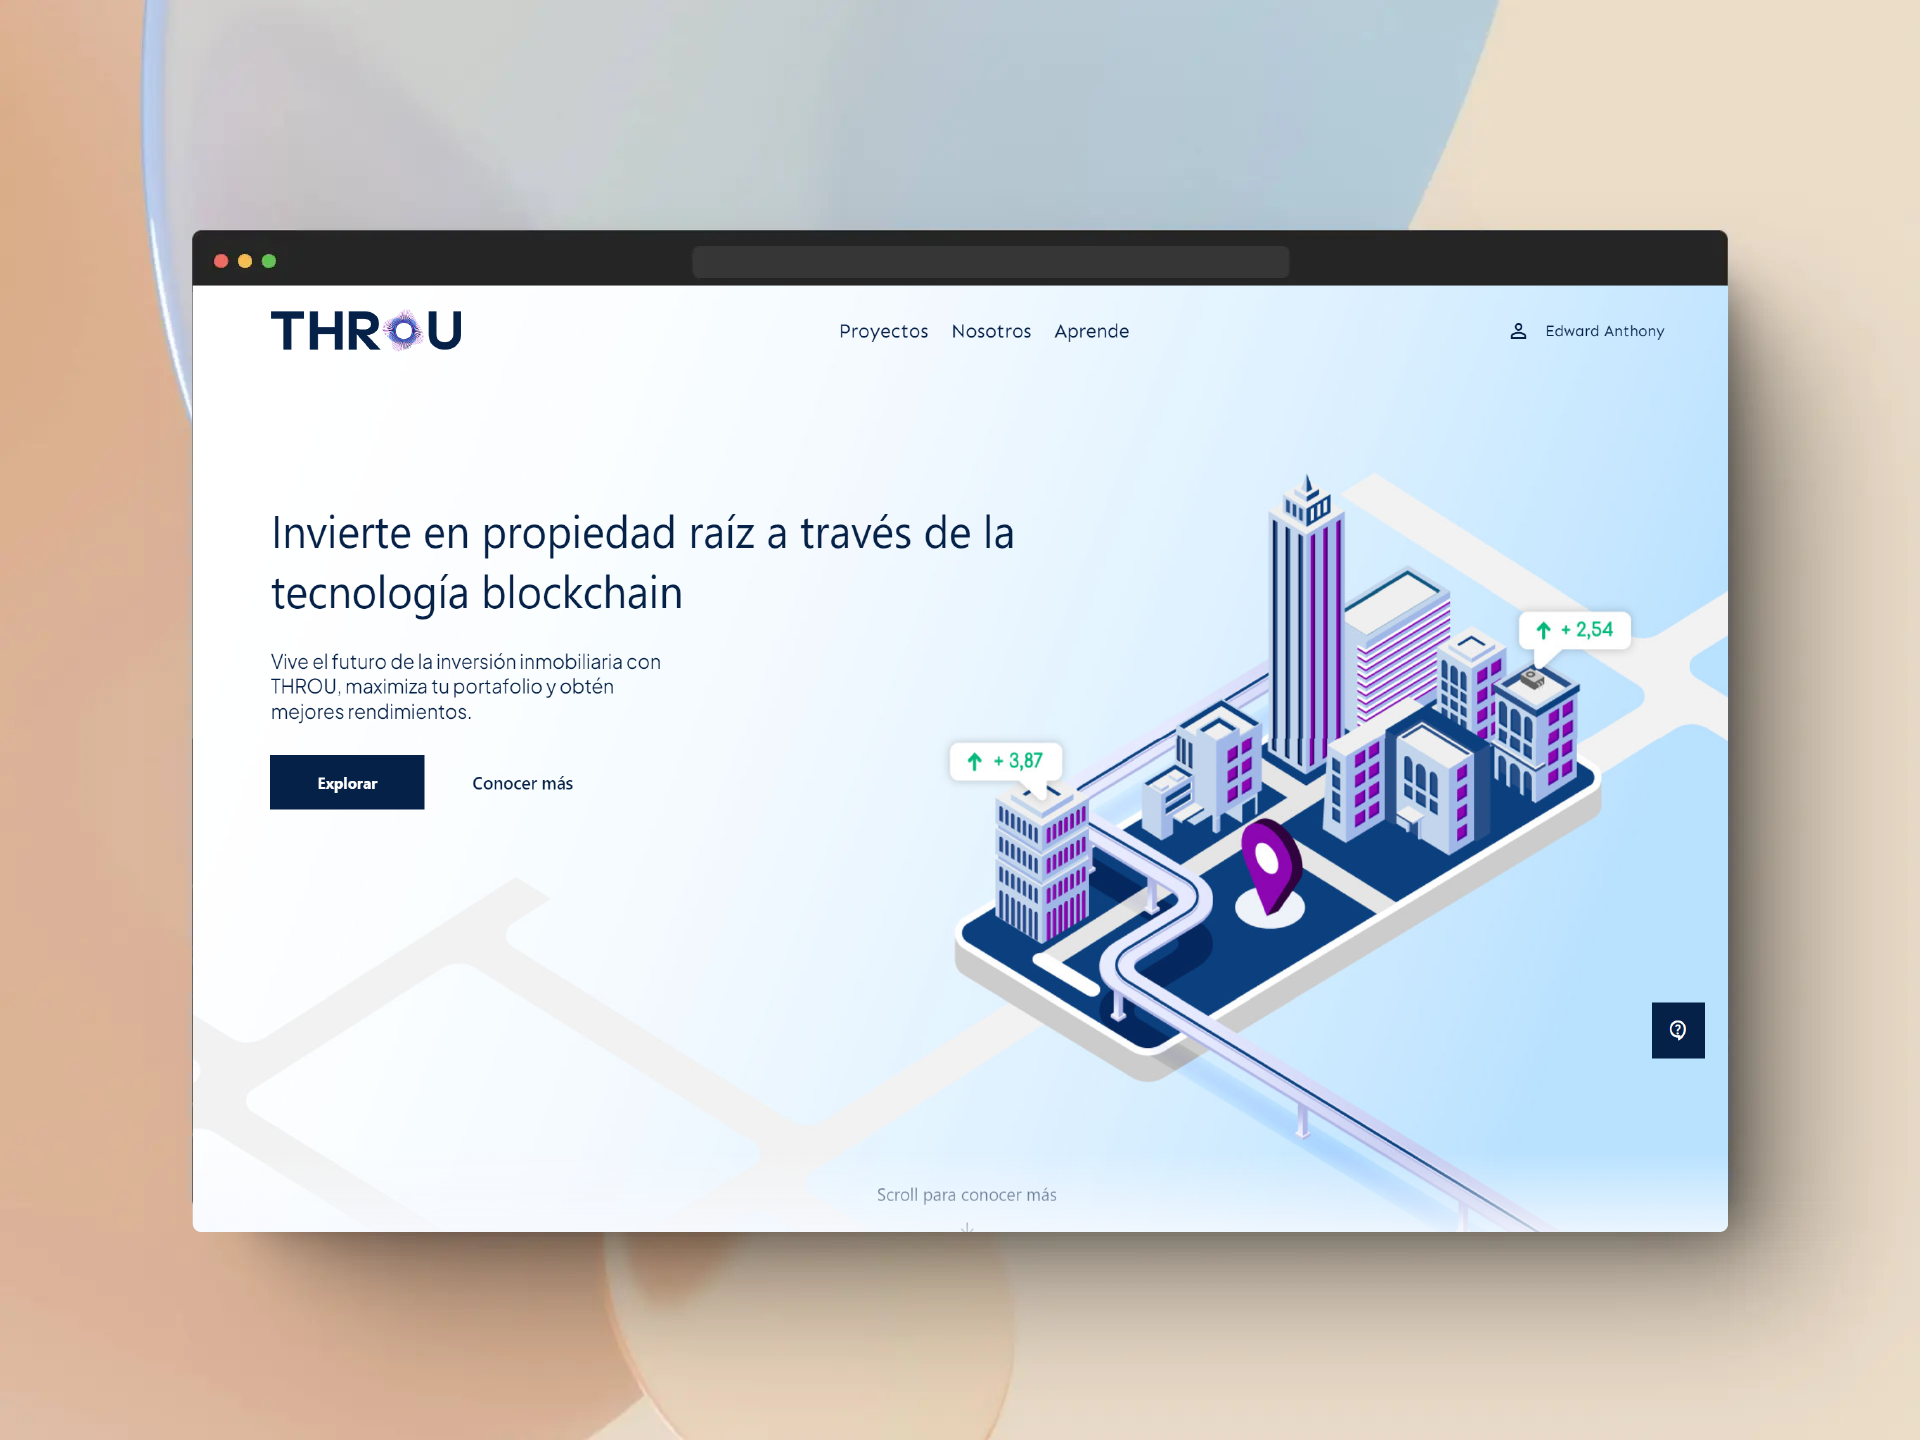 THROU
Proyectos Nosotros Aprende
Edward Anthony
Invierte en propiedad raíz a través de la
tecnología blockchain
Vive el futuro de la inversión inmobiliaria con
THROU, maximiza tu portafolio y obtén
mejores rendimientos.
Explorar
Conocer más
+ 2,54
+ 3,87
?
Scroll para conocer más